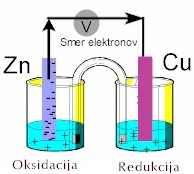 V
Smer elektronov
Zn
Cu
Oksidacija
Redukcija